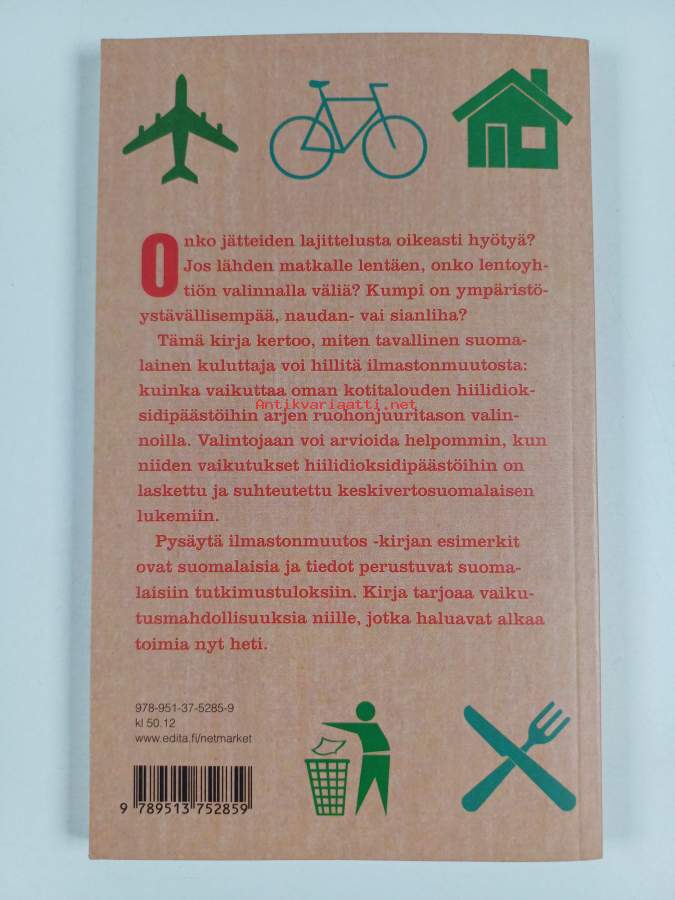 Onko jätteiden lajittelusta oikeasti hyötyä?
Jos lähden matkalle lentäen, onko lentoyh-
tiön valinnalla väliä? Kumpi on ympäristö-
ystävällisempää, naudan- vai sianliha?
Tämä kirja kertoo, miten tavallinen suoma-
lainen kuluttaja voi hillitä ilmastonmuutosta:
kuinka vaikuttaa oman kotitalouden hiilidiok-
Antikvariaatti.net
sidipäästöihin arjen ruohonjuuritason valin-
noilla. Valintojaan voi arvioida helpommin, kun
niiden vaikutukset hiilidioksidipäästöihin on
laskettu ja suhteutettu keskivertosuomalaisen
lukemiin.
Pysäytä ilmastonmuutos -kirjan esimerkit
ovat suomalaisia ja tiedot perustuvat suoma-
laisiin tutkimustuloksiin. Kirja tarjoaa vaiku-
tusmahdollisuuksia niille, jotka haluavat alkaa
toimia nyt heti.
978-951-37-5285-9
kl 50.12
www.edita.fi/netmarket
9 789513 752859